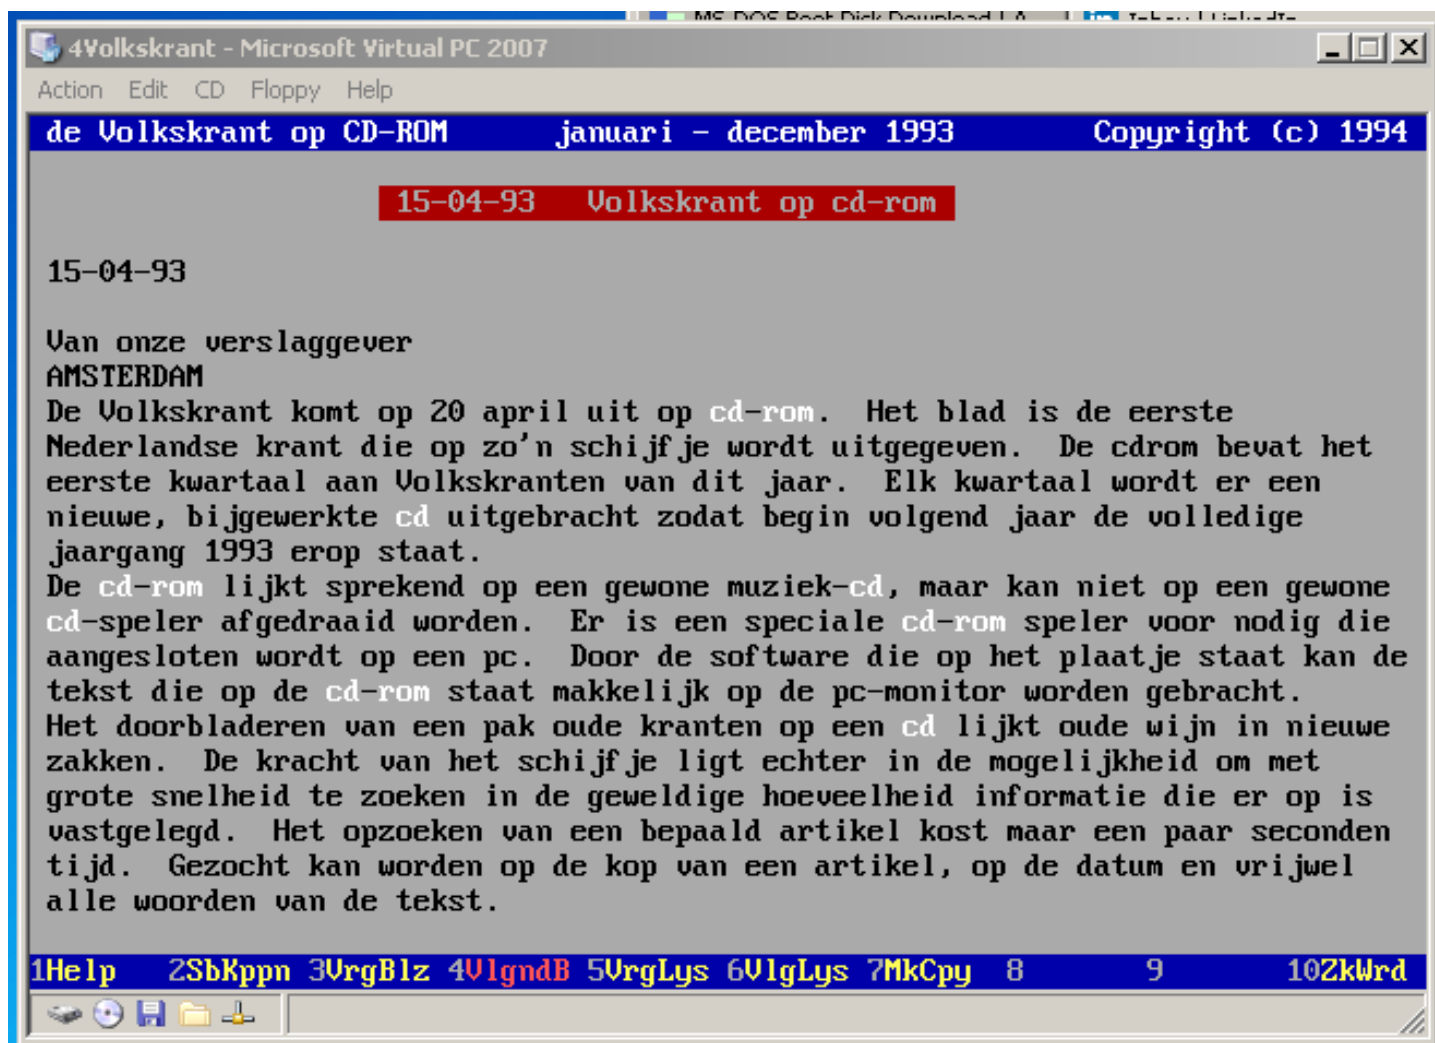 4Volkskrant - Microsoft Virtual PC 2007
Action Edit CD Floppy Help
de Volkskrant op CD-ROM januari - december 1993 Copyright (c) 1994
15-04-93 Volkskrant op cd-rom
15-04-93
Van onze verslaggever
AMSTERDAM
De Volkskrant komt op 20 april uit op cd-rom. Het blad is de eerste
Nederlandse krant die op zo'n schijfje wordt uitgegeven. De cdrom bevat het
eerste kwartaal aan Volkskranten van dit jaar. Elk kwartaal wordt er een
nieuwe, bijgewerkte cd uitgebracht zodat begin volgend jaar de volledige
jaargang 1993 erop staat.
De cd-rom lijkt sprekend op een gewone muziek-cd, maar kan niet op een gewone
cd-speler afgedraaid worden. Er is een speciale cd-rom speler voor nodig die
aangesloten wordt op een pc. Door de software die op het plaatje staat kan de
tekst die op de cd-rom staat makkelijk op de pc-monitor worden gebracht.
Het doorbladeren van een pak oude kranten op een cd lijkt oude wijn in nieuwe
zakken. De kracht van het schijfje ligt echter in de mogelijkheid om met
grote snelheid te zoeken in de geweldige hoeveelheid informatie die er op is
vastgelegd. Het opzoeken van een bepaald artikel kost maar een paar seconden
tijd. Gezocht kan worden op de kop van een artikel, op de datum en vrijwel
alle woorden van de tekst.
1Help 2SbKppn 3VrgBlz 4VlgndB 5VrgLys 6VlgLys 7MkCpy 8 9 10ZkWrd